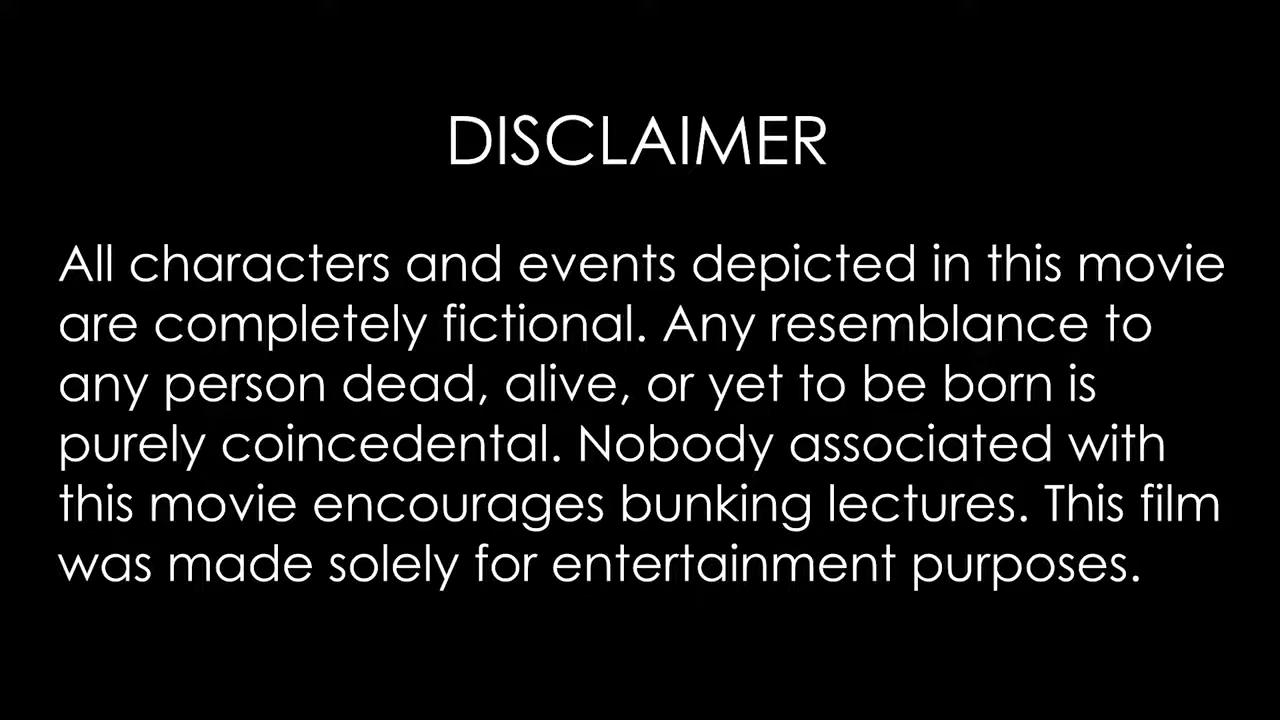 DISCLAIMER
All characters and events depicted in this movie
are completely fictional. Any resemblance to
any person dead, alive, or yet to be born is
purely coincedental. Nobody associated with
this movie encourages bunking lectures. This film
was made solely for entertainment purposes.